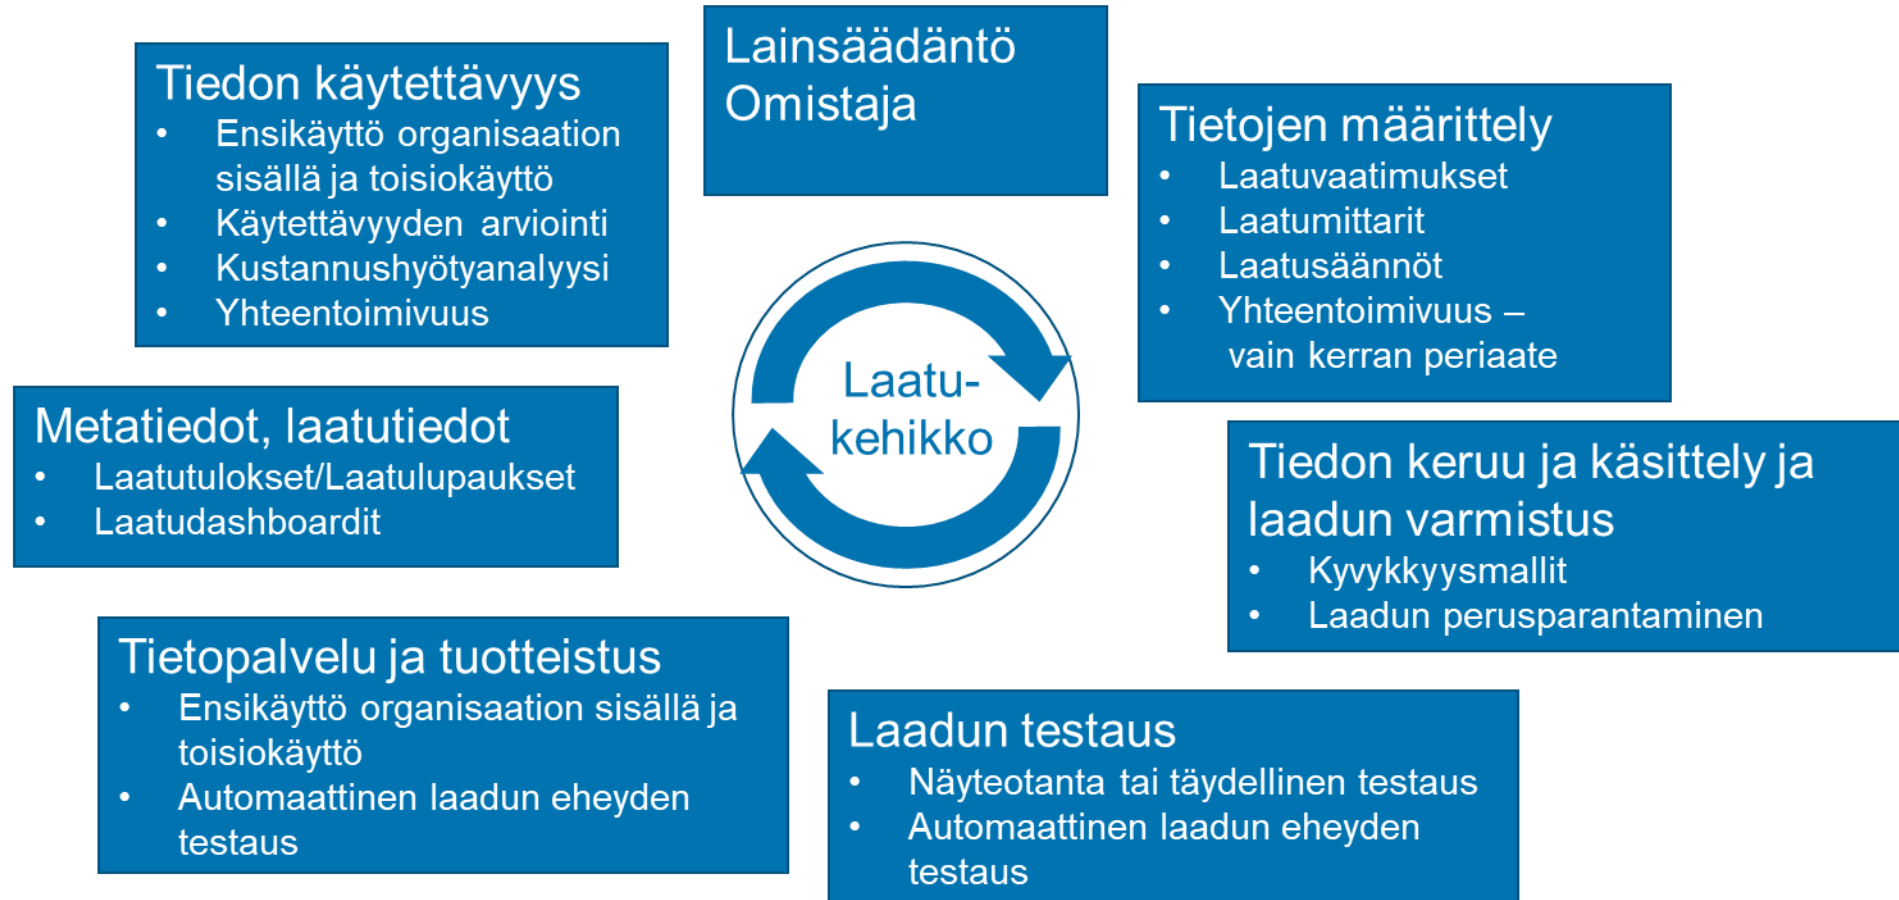 Lainsäädäntö
Omistaja
Tiedon käytettävyys
• Ensikäyttö organisaation
sisällä ja toisiokäyttö
• Käytettävyyden arviointi
• Kustannushyötyanalyysi
• Yhteentoimivuus
Tietojen määrittely
• Laatuvaatimukset
• Laatumittarit
• Laatusäännöt
• Yhteentoimivuus –
vain kerran periaate
Laatu-
kehikko
Metatiedot, laatutiedot
• Laatutulokset/Laatulupaukset
• Laatudashboardit
Tiedon keruu ja käsittely ja
laadun varmistus
• Kyvykkyysmallit
• Laadun perusparantaminen
Tietopalvelu ja tuotteistus
• Ensikäyttö organisaation sisällä ja
toisiokäyttö
• Automaattinen laadun eheyden
testaus
Laadun testaus
• Näyteotanta tai täydellinen testaus
• Automaattinen laadun eheyden
testaus